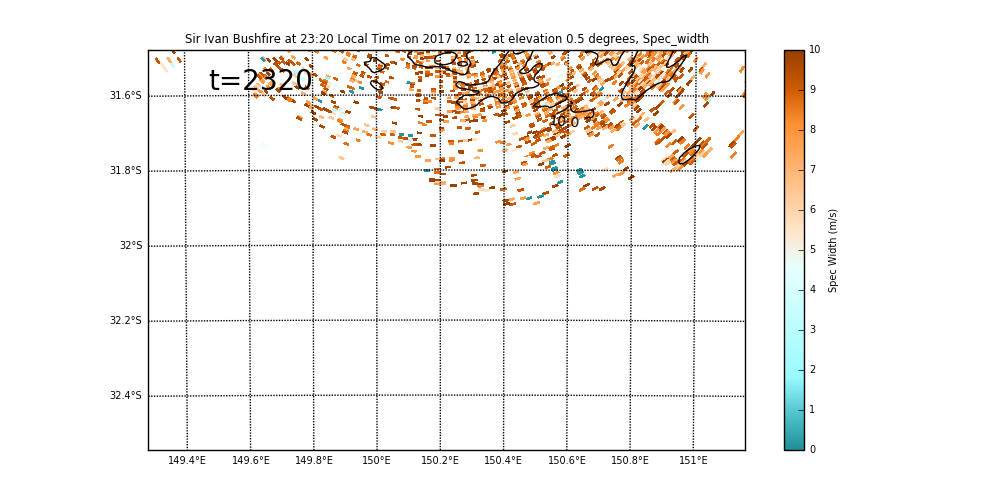 Sir Ivan Bushfire at 23:20 Local Time on 2017 02 12 at elevation 0.5 degrees, Spec_width
t=2320
10.0
31.6°S
31.8°S
32°S
32.2°S
32.4°S
149.4°E 149.6°E 149.8°E 150°E 150.2°E 150.4°E 150.6°E 150.8°E 151°E
10
9
8
7
6
5
4
3
2
1
0
Spec Width (m/s)